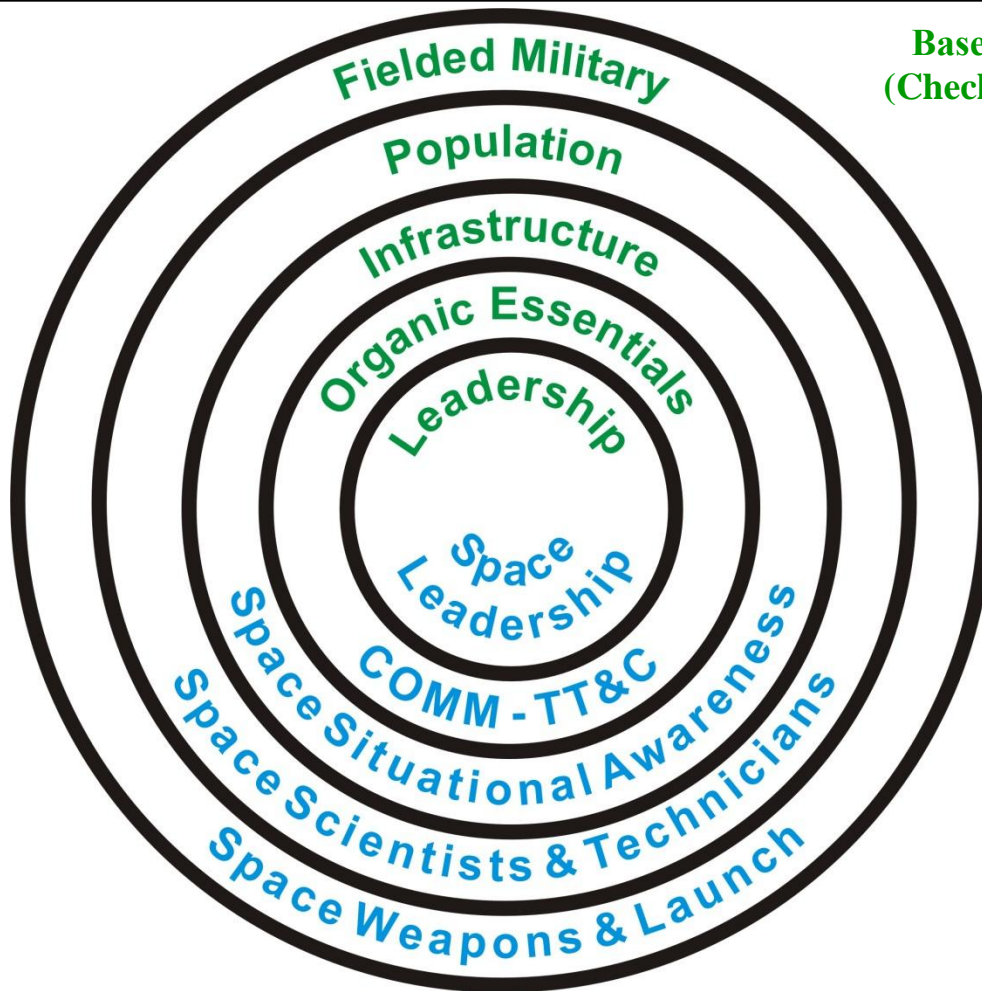 Base
(Check
Fielded Military
Population
Infrastructure
Organic Essentials
Leadership
Space
Leadership
COMM - TT&C
Space Situational Awareness
Space Scientists & Technicians
Space Weapons & Launch